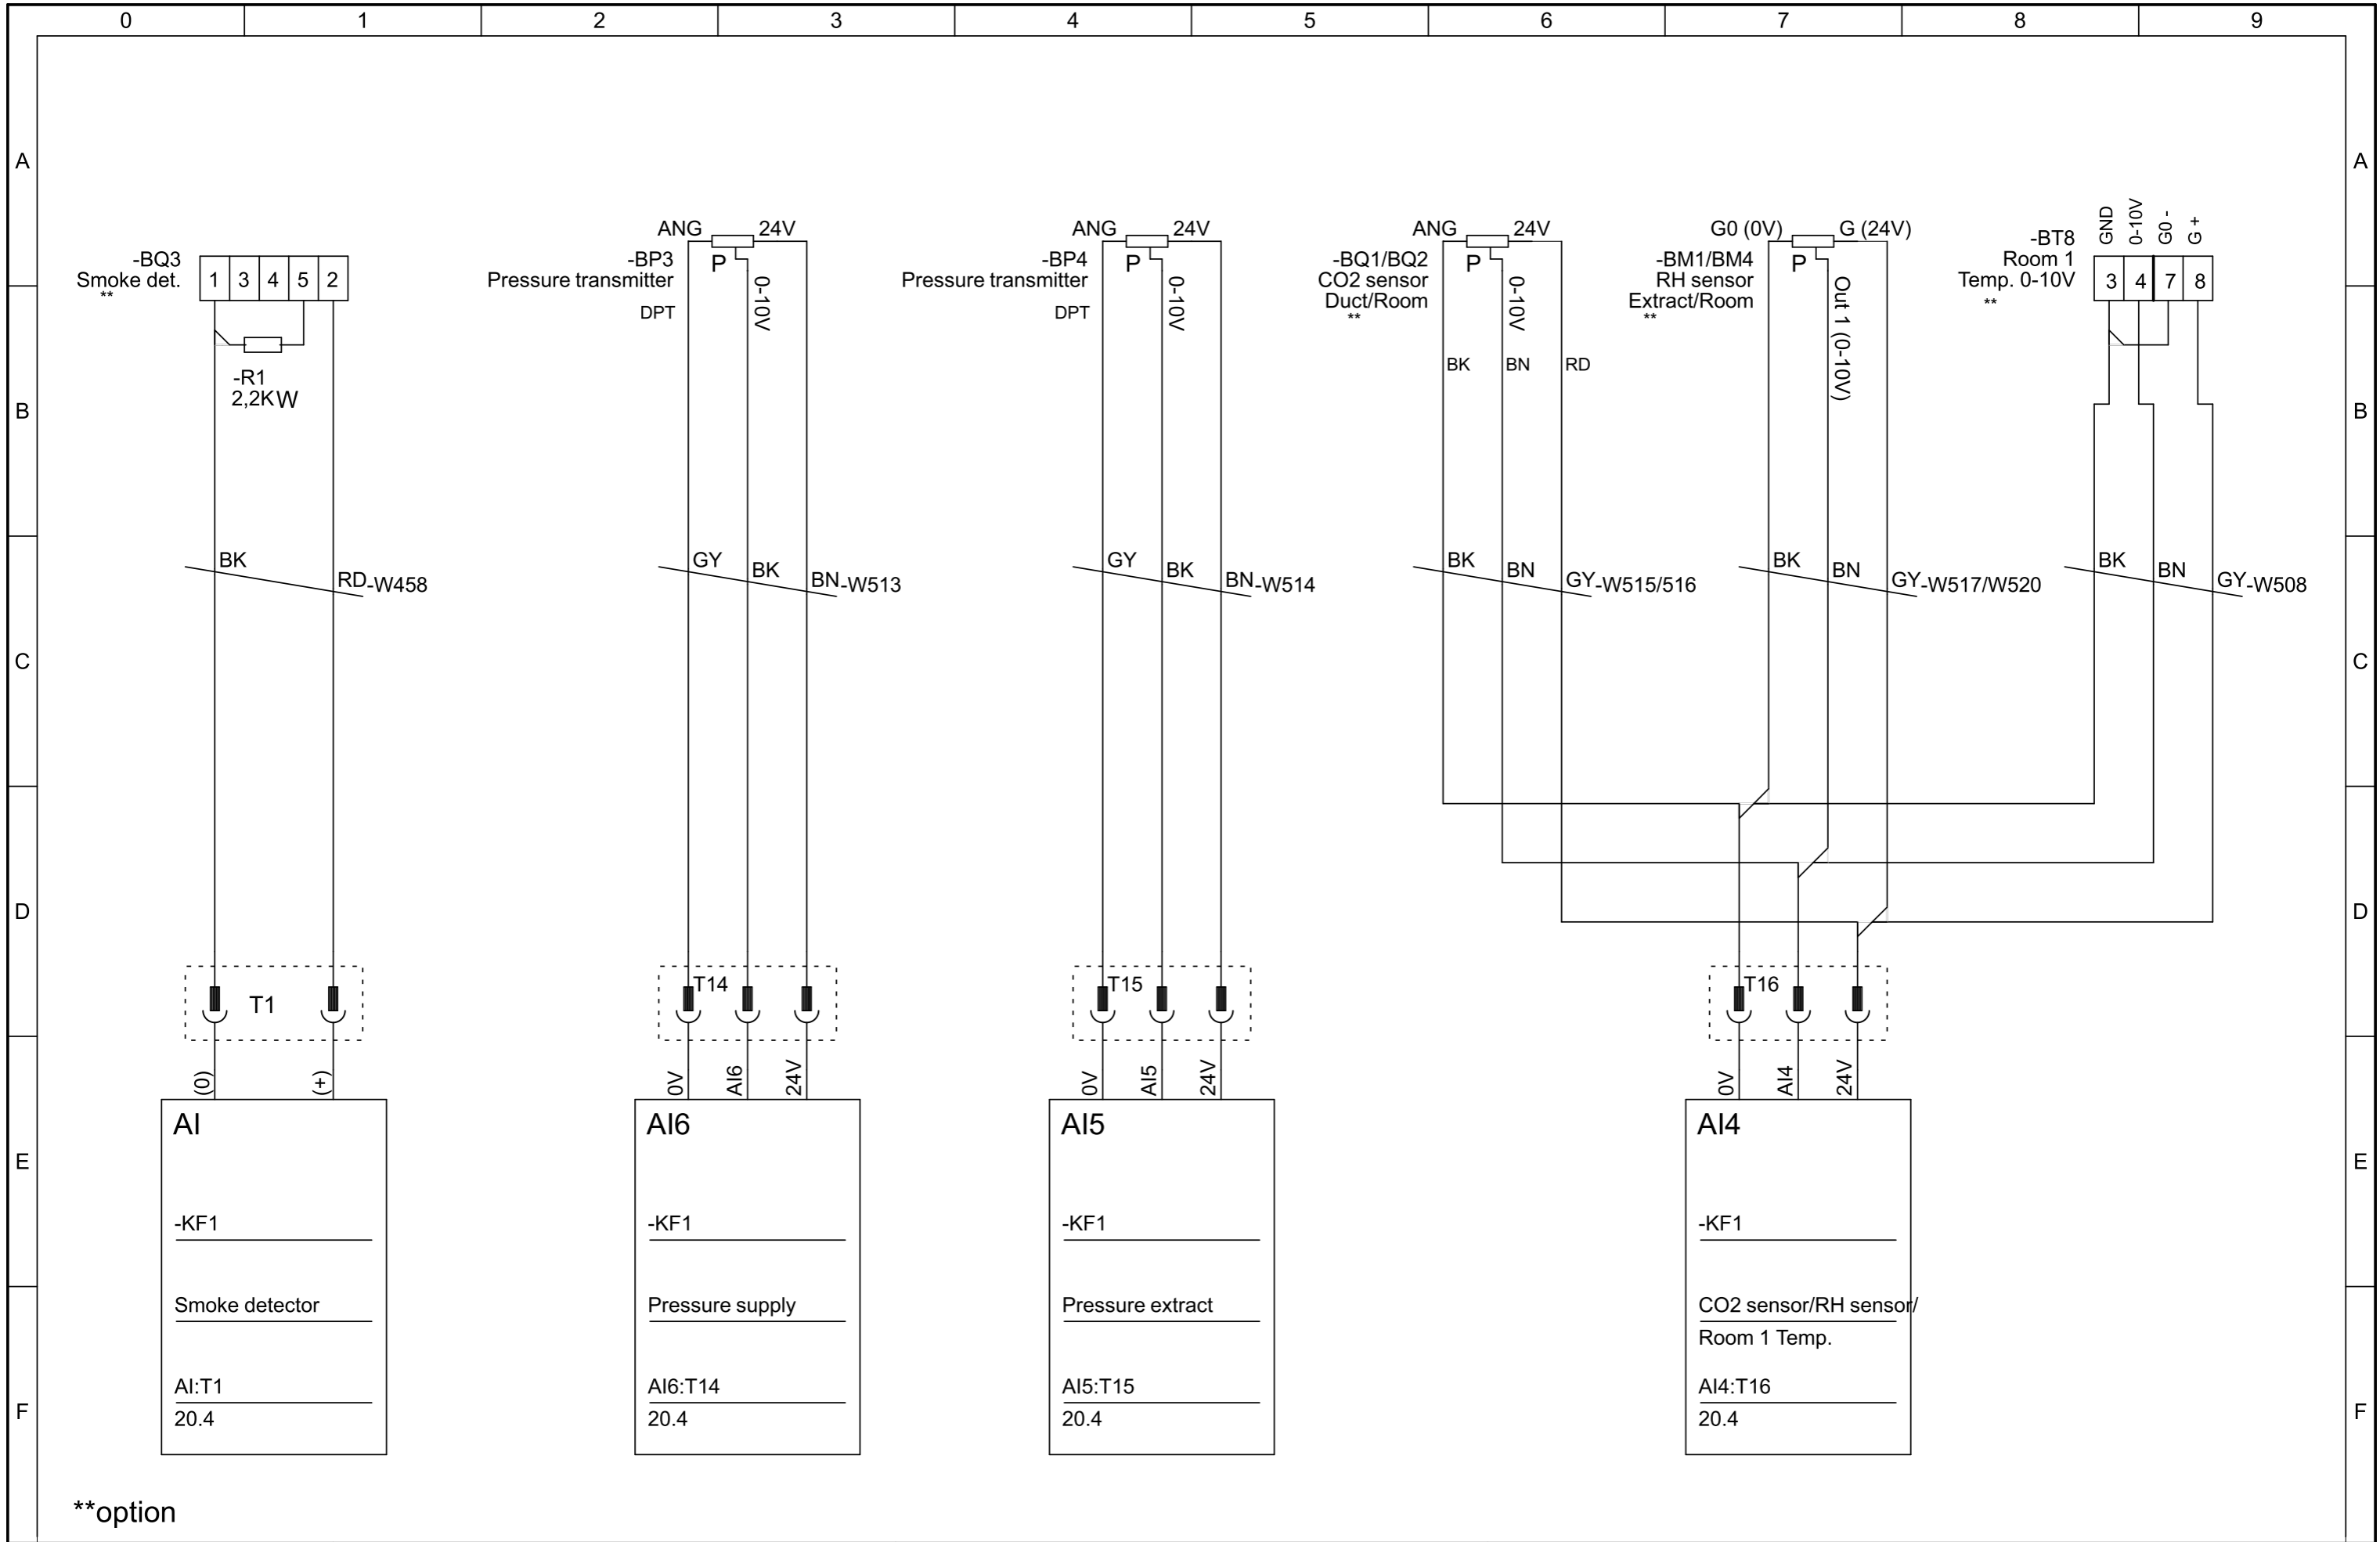 0 1 2 3 4 5 6 7 8 9
A A
B B
C C
D D
E E
F F
-BQ3
Smoke det.
**
1 3 4 5 2
-R1
2,2KW
BK
RD -W458
T1
(0) (+)
AI
-KF1
Smoke detector
AI:T1
20.4
ANG 24V
-BP3
Pressure transmitter
DPT
P
0-10V
GY BK BN -W513
T14
0V AI6 24V
AI6
-KF1
Pressure supply
AI6:T14
20.4
ANG 24V
-BP4
Pressure transmitter
DPT
P
0-10V
GY BK BN -W514
T15
0V AI5 24V
AI5
-KF1
Pressure extract
AI5:T15
20.4
ANG 24V
-BQ1/BQ2
CO2 sensor
Duct/Room
**
P
0-10V
BK BN RD
BK BN GY -W515/516
G0 (0V) G (24V)
-BM1/BM4
RH sensor
Extract/Room
**
P
Out 1 (0-10V)
BK BN GY -W517/W520
-BT8
Room 1
Temp. 0-10V
**
GND 0-10V G0 - G +
3 4 7 8
BK BN GY -W508
T16
0V AI4 24V
AI4
-KF1
CO2 sensor/RH sensor/
Room 1 Temp.
AI4:T16
20.4
**option